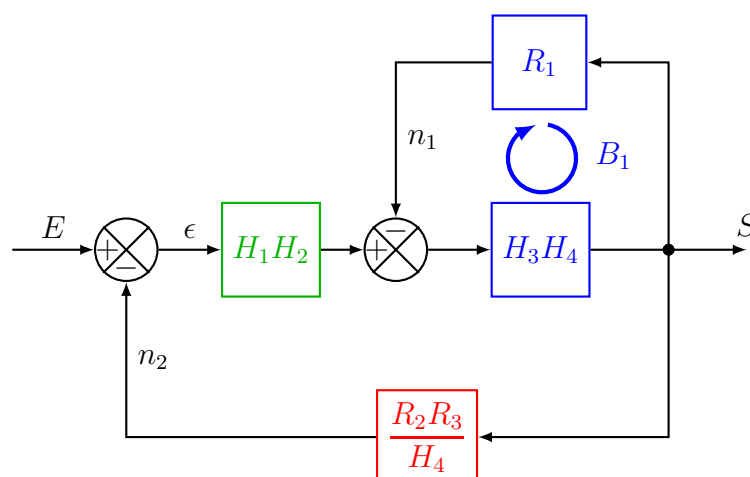 R₁
n₁
B₁
E
ϵ
S
+
−
H₁H₂
+
−
H₃H₄
n₂
R₂R₃
H₄